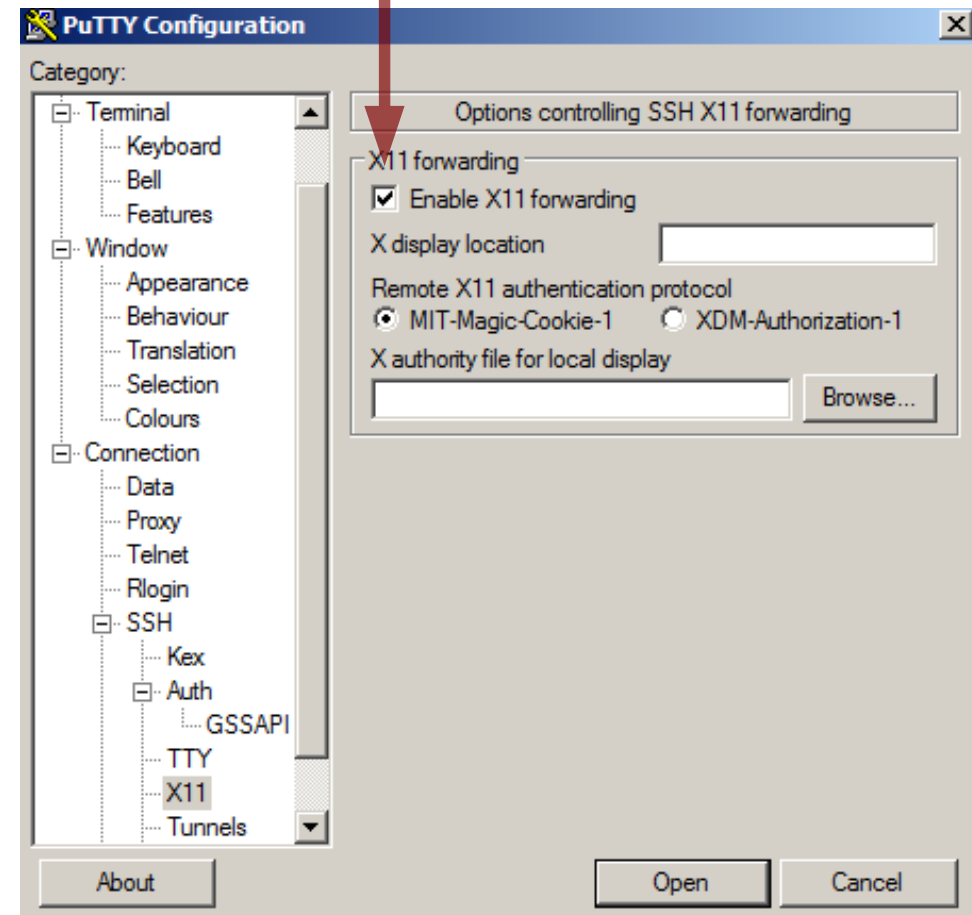 PuTTY Configuration
Category:
Terminal
Keyboard
Bell
Features
Window
Appearance
Behaviour
Translation
Selection
Colours
Connection
Data
Proxy
Telnet
Rlogin
SSH
Kex
Auth
GSSAPI
TTY
X11
Tunnels
Options controlling SSH X11 forwarding
X11 forwarding
Enable X11 forwarding
X display location
Remote X11 authentication protocol
MIT-Magic-Cookie-1 XDM-Authorization-1
X authority file for local display
Browse...
About Open Cancel